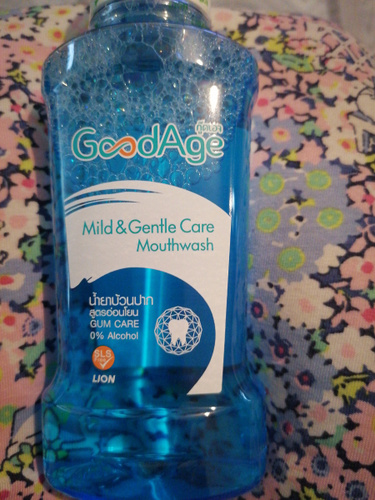 กู๊ดเอจ
GoodAge
Mild & Gentle Care
Mouthwash
น้ำยาบ้วนปาก
สูตรอ่อนโยน
GUM CARE
0% Alcohol
SLS
LION